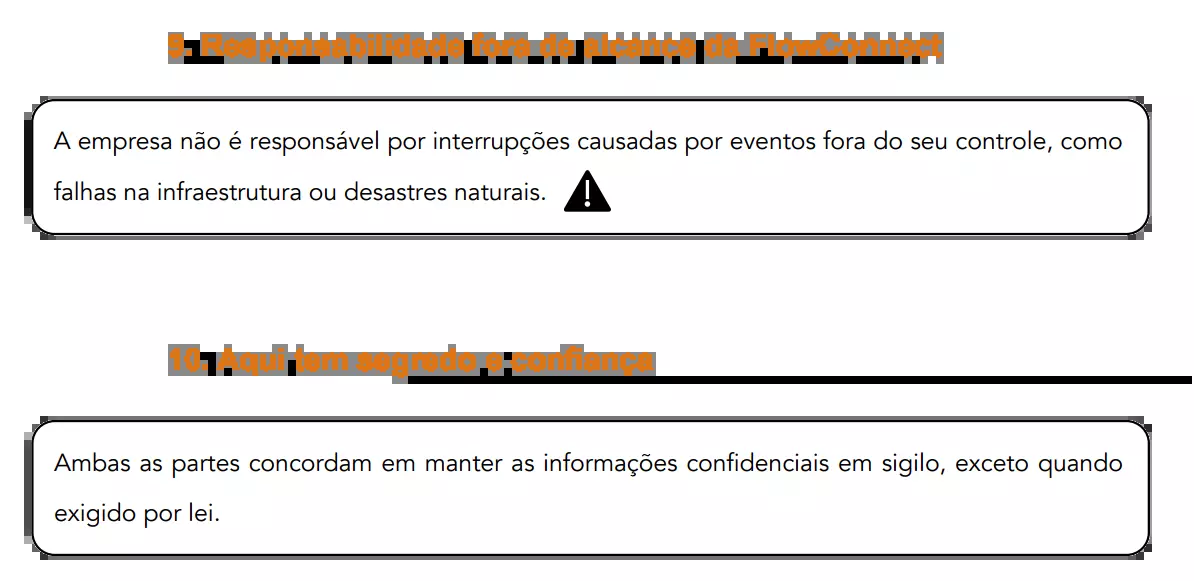 9. Responsabilidade fora de alcance da FlowConnect
A empresa não é responsável por interrupções causadas por eventos fora do seu controle, como
falhas na infraestrutura ou desastres naturais.
10. Aqui tem segredo e confiança
Ambas as partes concordam em manter as informações confidenciais em sigilo, exceto quando
exigido por lei.